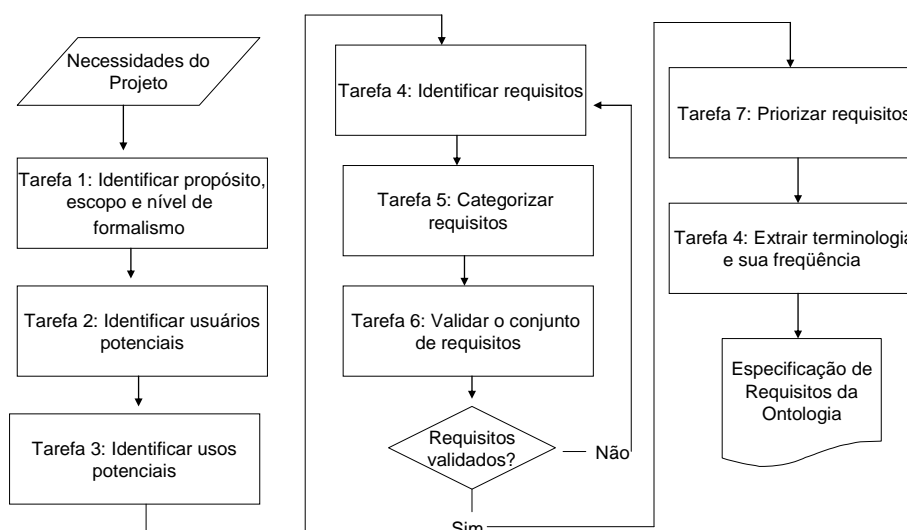 Necessidades do
Projeto
Tarefa 1: Identificar propósito,
escopo e nível de
formalismo
Tarefa 2: Identificar usuários
potenciais
Tarefa 3: Identificar usos
potenciais
Tarefa 4: Identificar requisitos
Tarefa 5: Categorizar
requisitos
Tarefa 6: Validar o conjunto
de requisitos
Requisitos
validados?
Não
Sim
Tarefa 7: Priorizar requisitos
Tarefa 4: Extrair terminologia
e sua freqüência
Especificação de
Requisitos da
Ontologia